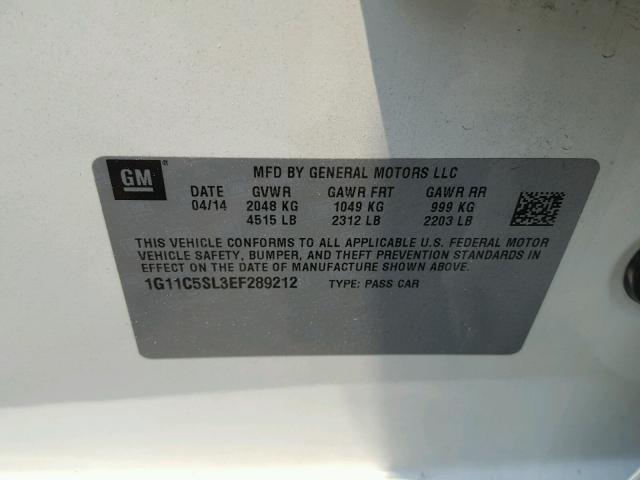 GM
MFD BY GENERAL MOTORS LLC
DATE GVWR GAWR FRT GAWR RR
04/14 2048 KG 1049 KG 999 KG
4515 LB 2312 LB 2203 LB
THIS VEHICLE CONFORMS TO ALL APPLICABLE U.S. FEDERAL MOTOR
VEHICLE SAFETY, BUMPER, AND THEFT PREVENTION STANDARDS IN
EFFECT ON THE DATE OF MANUFACTURE SHOWN ABOVE.
1G11C5SL3EF289212 TYPE: PASS CAR